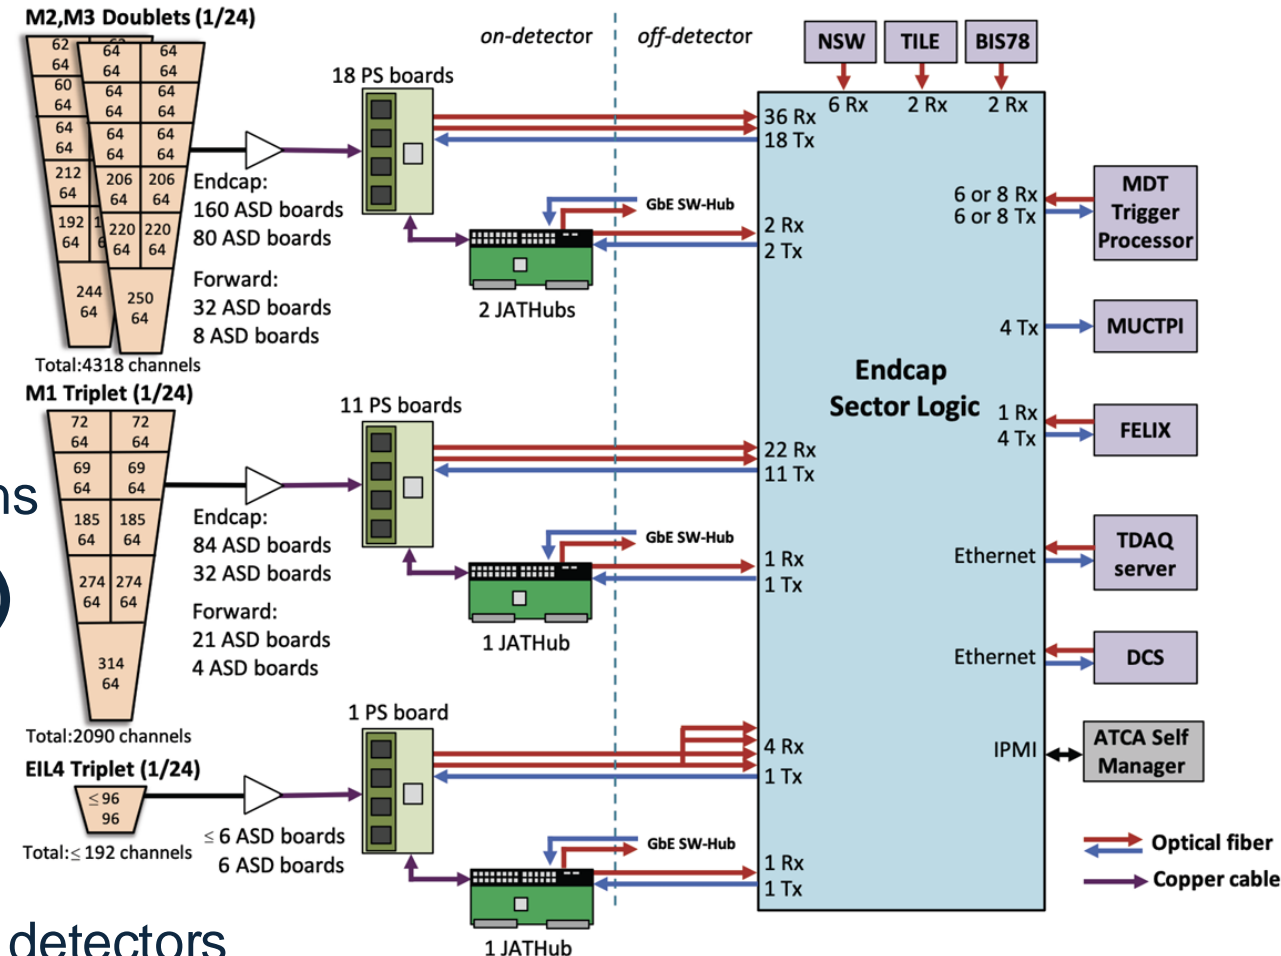 M2,M3 Doublets (1/24)
62
64
60
64
64
64
212
64
192
64
1
6
244
64
64
64
64
64
64
64
64
64
64
64
64
64
206
64
206
64
220
64
220
64
250
64
Total:4318 channels
Endcap:
160 ASD boards
80 ASD boards
Forward:
32 ASD boards
8 ASD boards
18 PS boards
on-detector
off-detector
GbE SW-Hub
2 JATHubs
M1 Triplet (1/24)
72
64
72
64
69
64
69
64
185
64
185
64
274
64
274
64
314
64
Total:2090 channels
Endcap:
84 ASD boards
32 ASD boards
Forward:
21 ASD boards
4 ASD boards
11 PS boards
GbE SW-Hub
1 JATHub
EIL4 Triplet (1/24)
≤ 96
96
Total:≤ 192 channels
≤ 6 ASD boards
6 ASD boards
1 PS board
GbE SW-Hub
1 JATHub
NSW
TILE
BIS78
6 Rx
2 Rx
2 Rx
36 Rx
18 Tx
2 Rx
2 Tx
22 Rx
11 Tx
1 Rx
1 Tx
4 Rx
1 Tx
1 Rx
1 Tx
Endcap
Sector Logic
6 or 8 Rx
6 or 8 Tx
MDT
Trigger
Processor
4 Tx
MUCTPI
1 Rx
4 Tx
FELIX
Ethernet
TDAQ
server
Ethernet
DCS
IPMI
ATCA Self
Manager
Optical fiber
Copper cable
ns
)
detectors